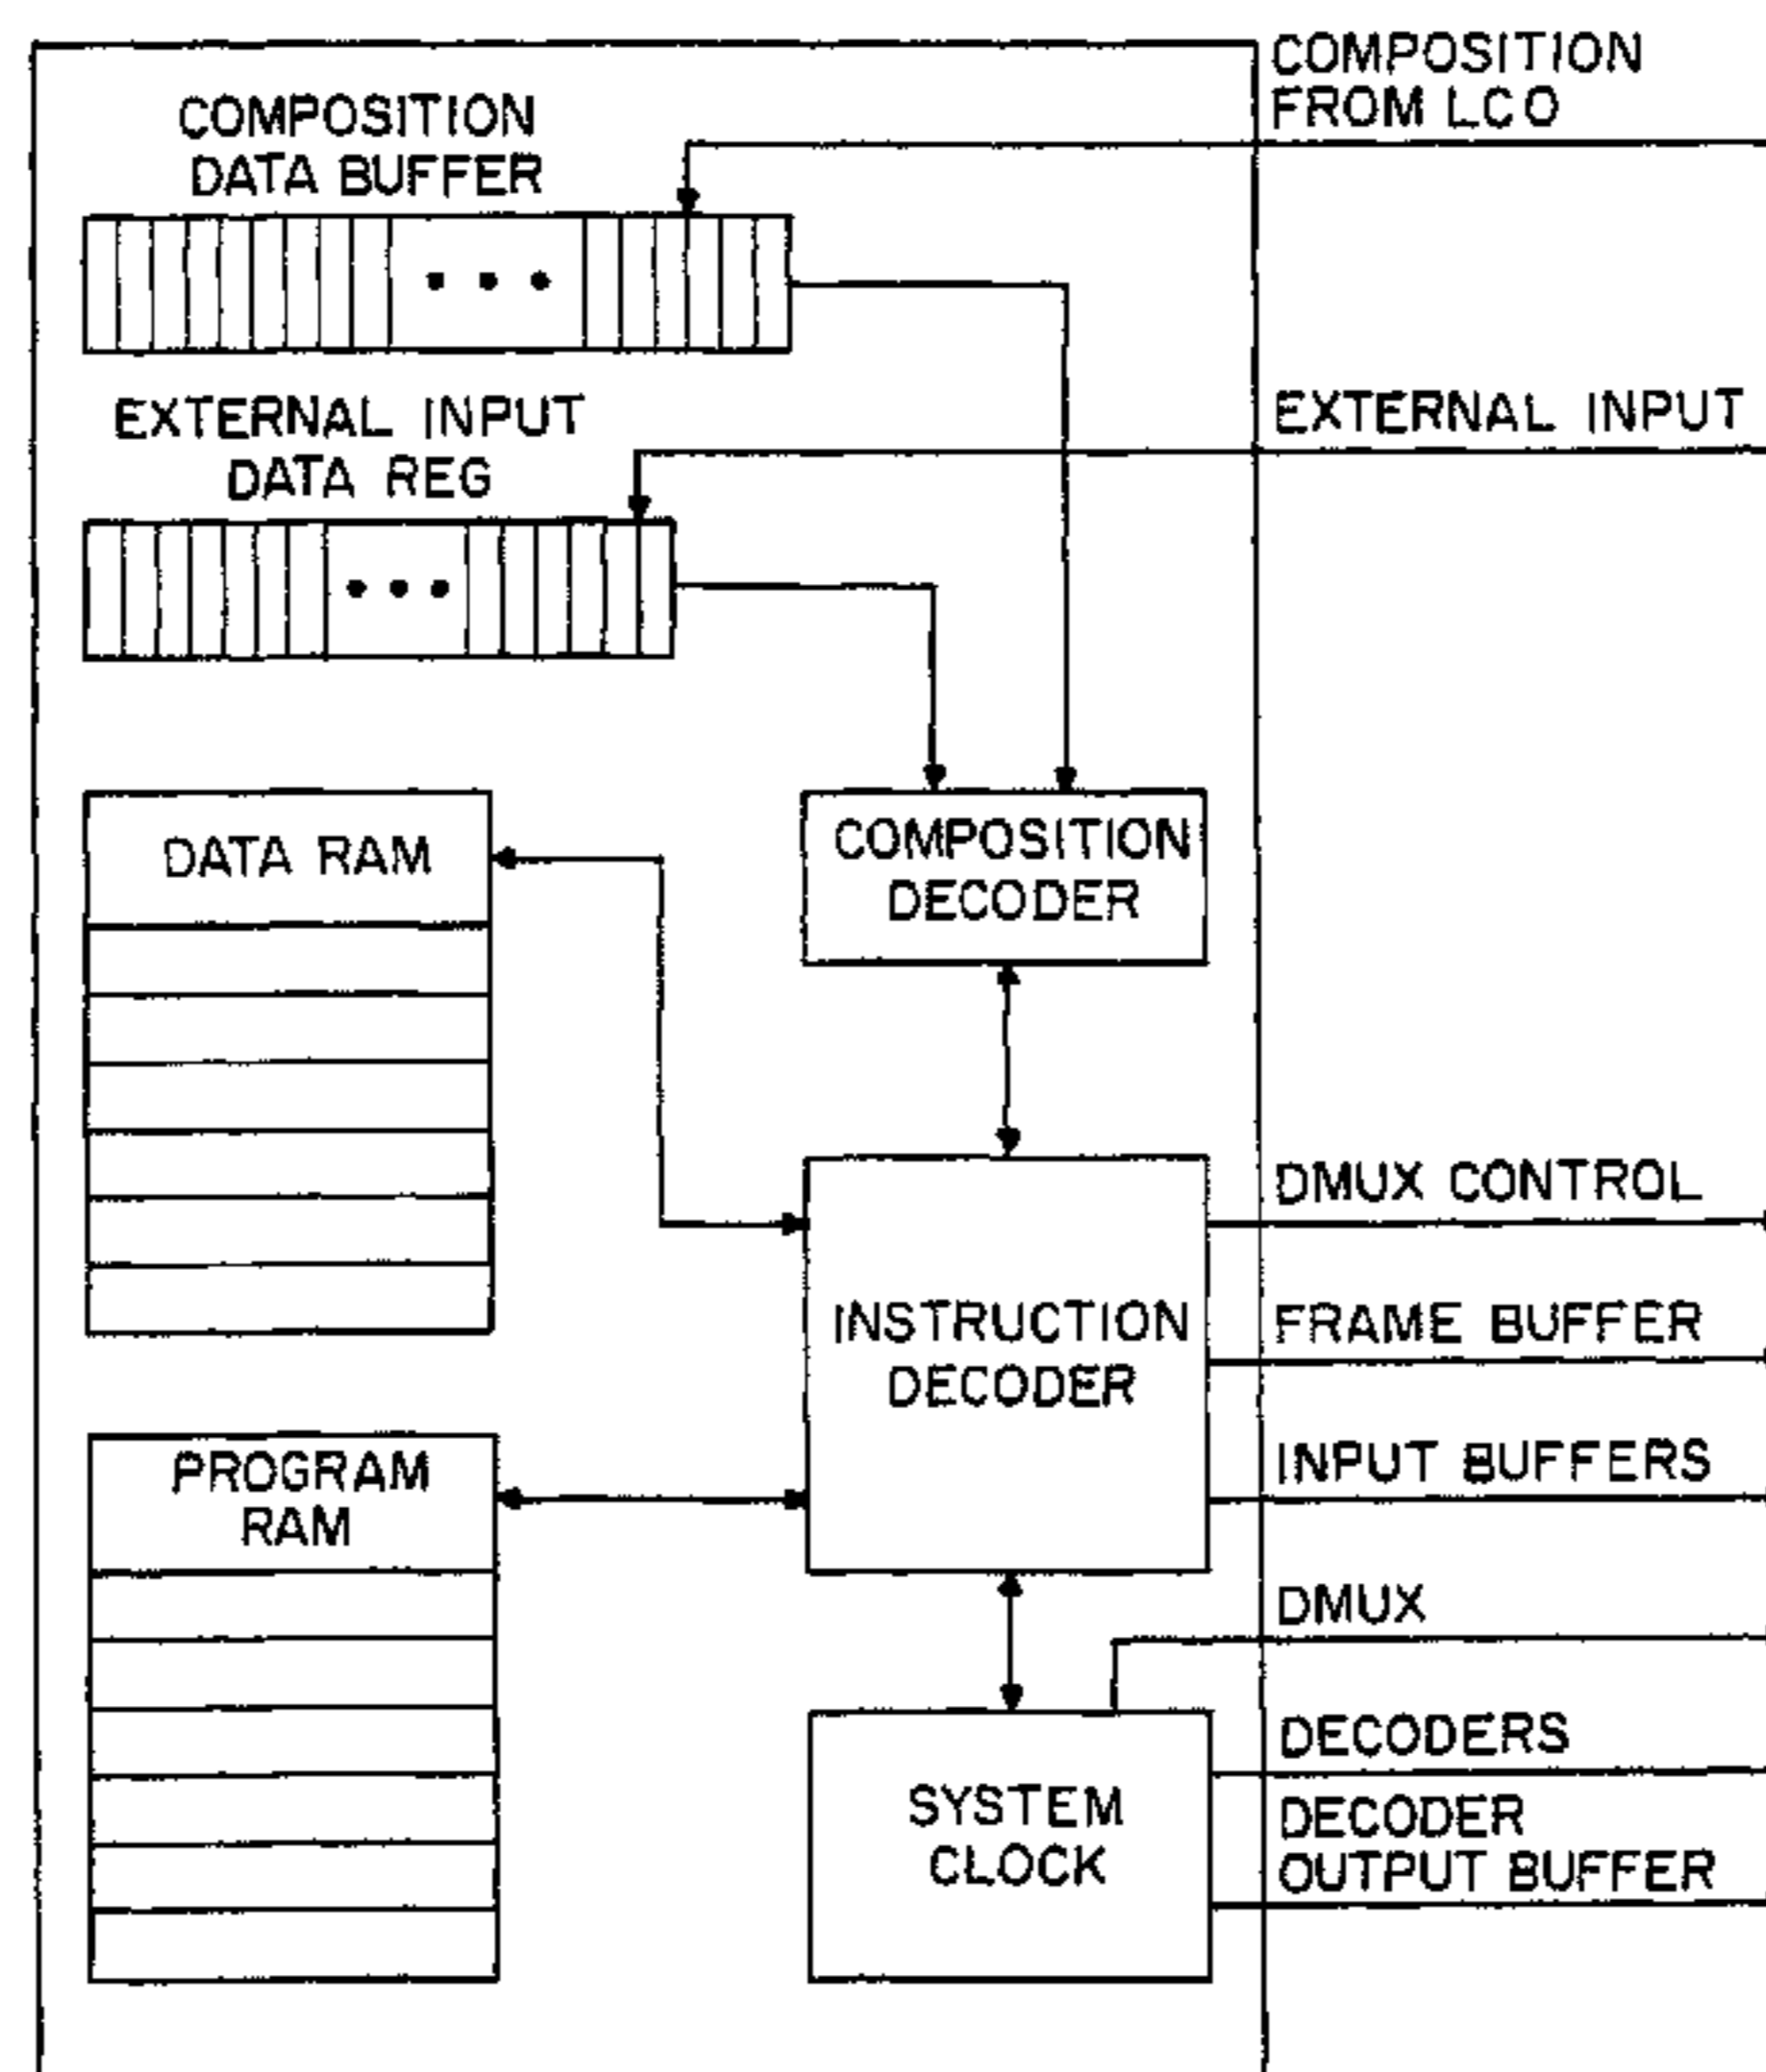 COMPOSITION
FROM LCO
COMPOSITION
DATA BUFFER
EXTERNAL INPUT
EXTERNAL INPUT
DATA REG
DATA RAM
COMPOSITION
DECODER
DMUX CONTROL
INSTRUCTION
DECODER
FRAME BUFFER
INPUT BUFFERS
PROGRAM
RAM
DMUX
SYSTEM
CLOCK
DECODERS
DECODER
OUTPUT BUFFER